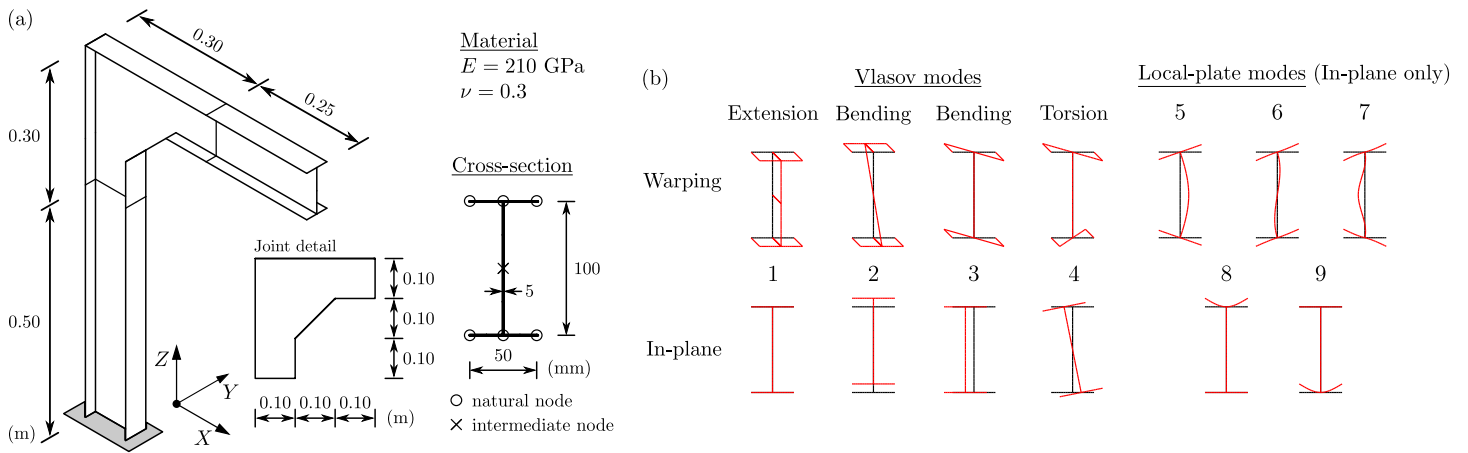 (a)
0.30
0.25
0.30
0.50
(m)
Material
E = 210 GPa
ν = 0.3
Cross-section
5
100
50
(mm)
○ natural node
× intermediate node
Joint detail
0.10
0.10
0.10
0.10 0.10 0.10 (m)
Z
Y
X
(b)
Vlasov modes
Local-plate modes (In-plane only)
Extension Bending Bending Torsion 5 6 7
Warping
1 2 3 4 8 9
In-plane